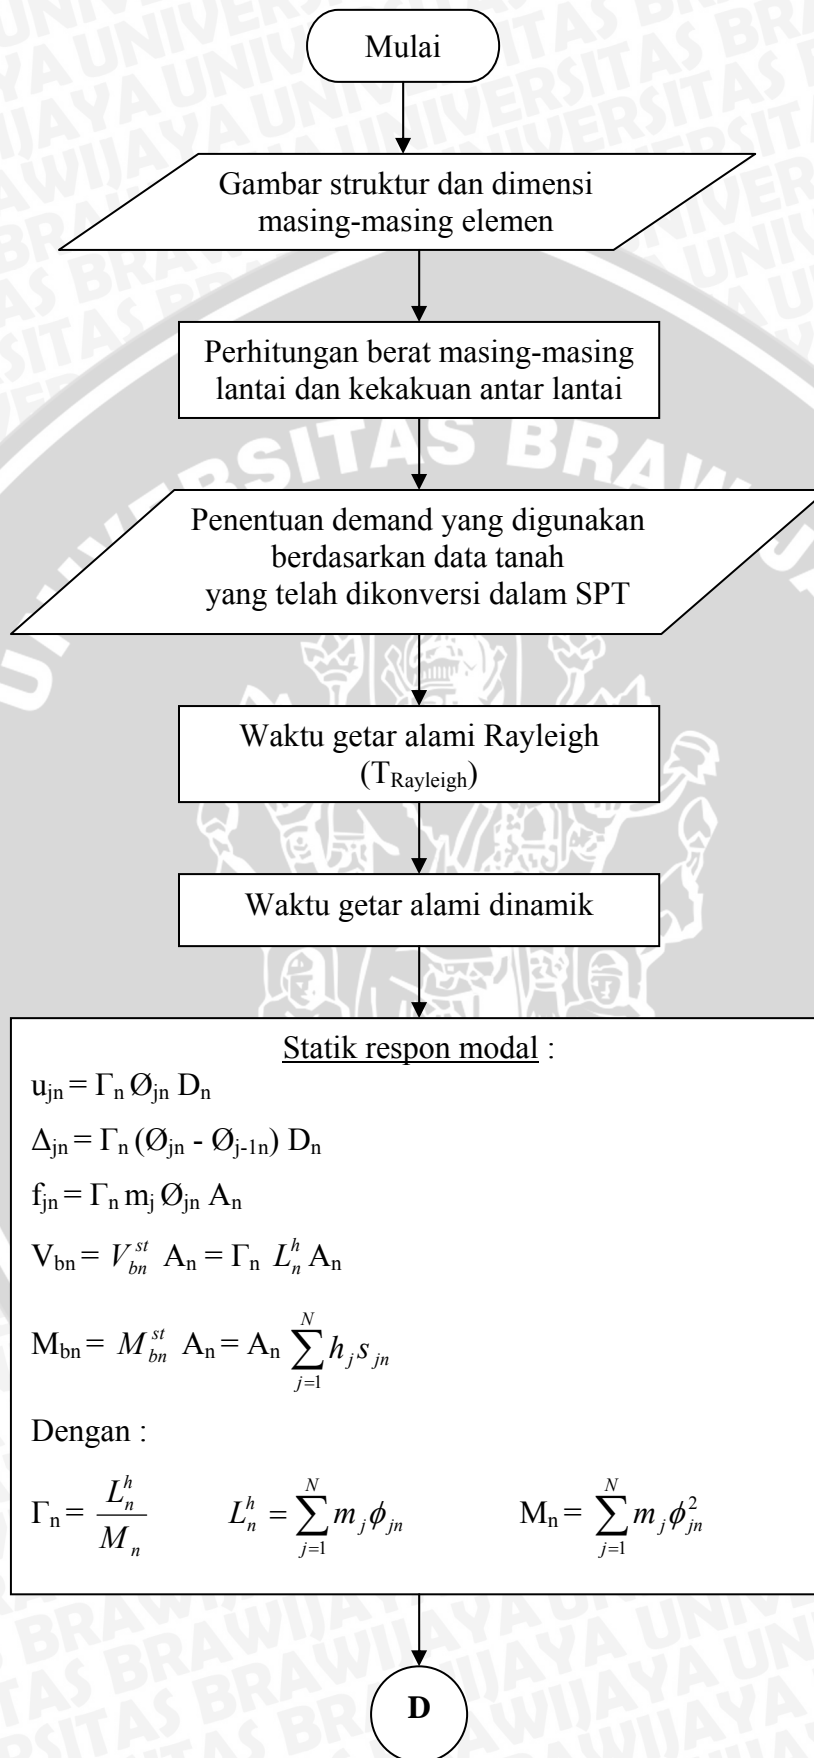 Mulai
Gambar struktur dan dimensi
masing-masing elemen
Perhitungan berat masing-masing
lantai dan kekakuan antar lantai
Penentuan demand yang digunakan
berdasarkan data tanah
yang telah dikonversi dalam SPT
Waktu getar alami Rayleigh
(T_Rayleigh)
Waktu getar alami dinamik
Statik respon modal :
u_jn = Γ_n Ø_jn D_n
Δ_jn = Γ_n (Ø_jn - Ø_j-1n) D_n
f_jn = Γ_n m_j Ø_jn A_n
V_bn = V_bn^st A_n = Γ_n L_n^h A_n
M_bn = M_bn^st A_n = A_n ∑_{j=1}^{N} h_j s_jn
Dengan :
Γ_n = L_n^h / M_n    L_n^h = ∑_{j=1}^{N} m_j ϕ_jn    M_n = ∑_{j=1}^{N} m_j ϕ_jn^2
D
UNIVERSITAS BRAWIJA